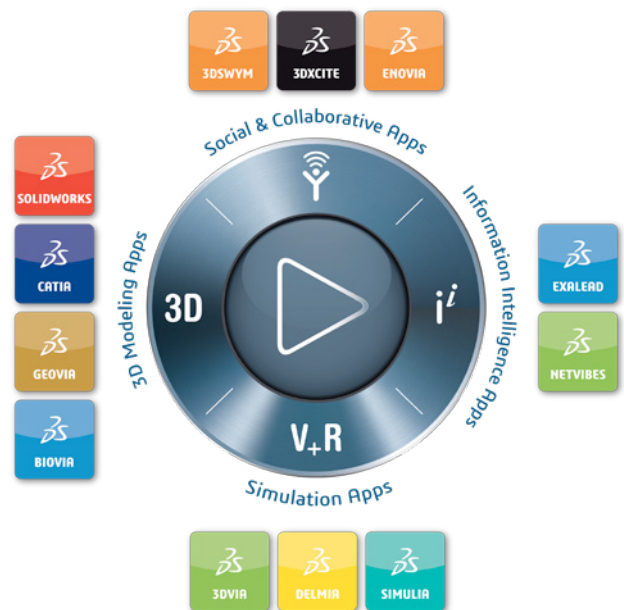 3DSWYM
3DXCITE
ENOVIA
Social & Collaborative Apps
SOLIDWORKS
CATIA
GEOVIA
BIOVIA
3D Modeling Apps
3D
i i
Information Intelligence Apps
EXALEAD
NETVIBES
V+R
Simulation Apps
3DVIA
DELMIA
SIMULIA